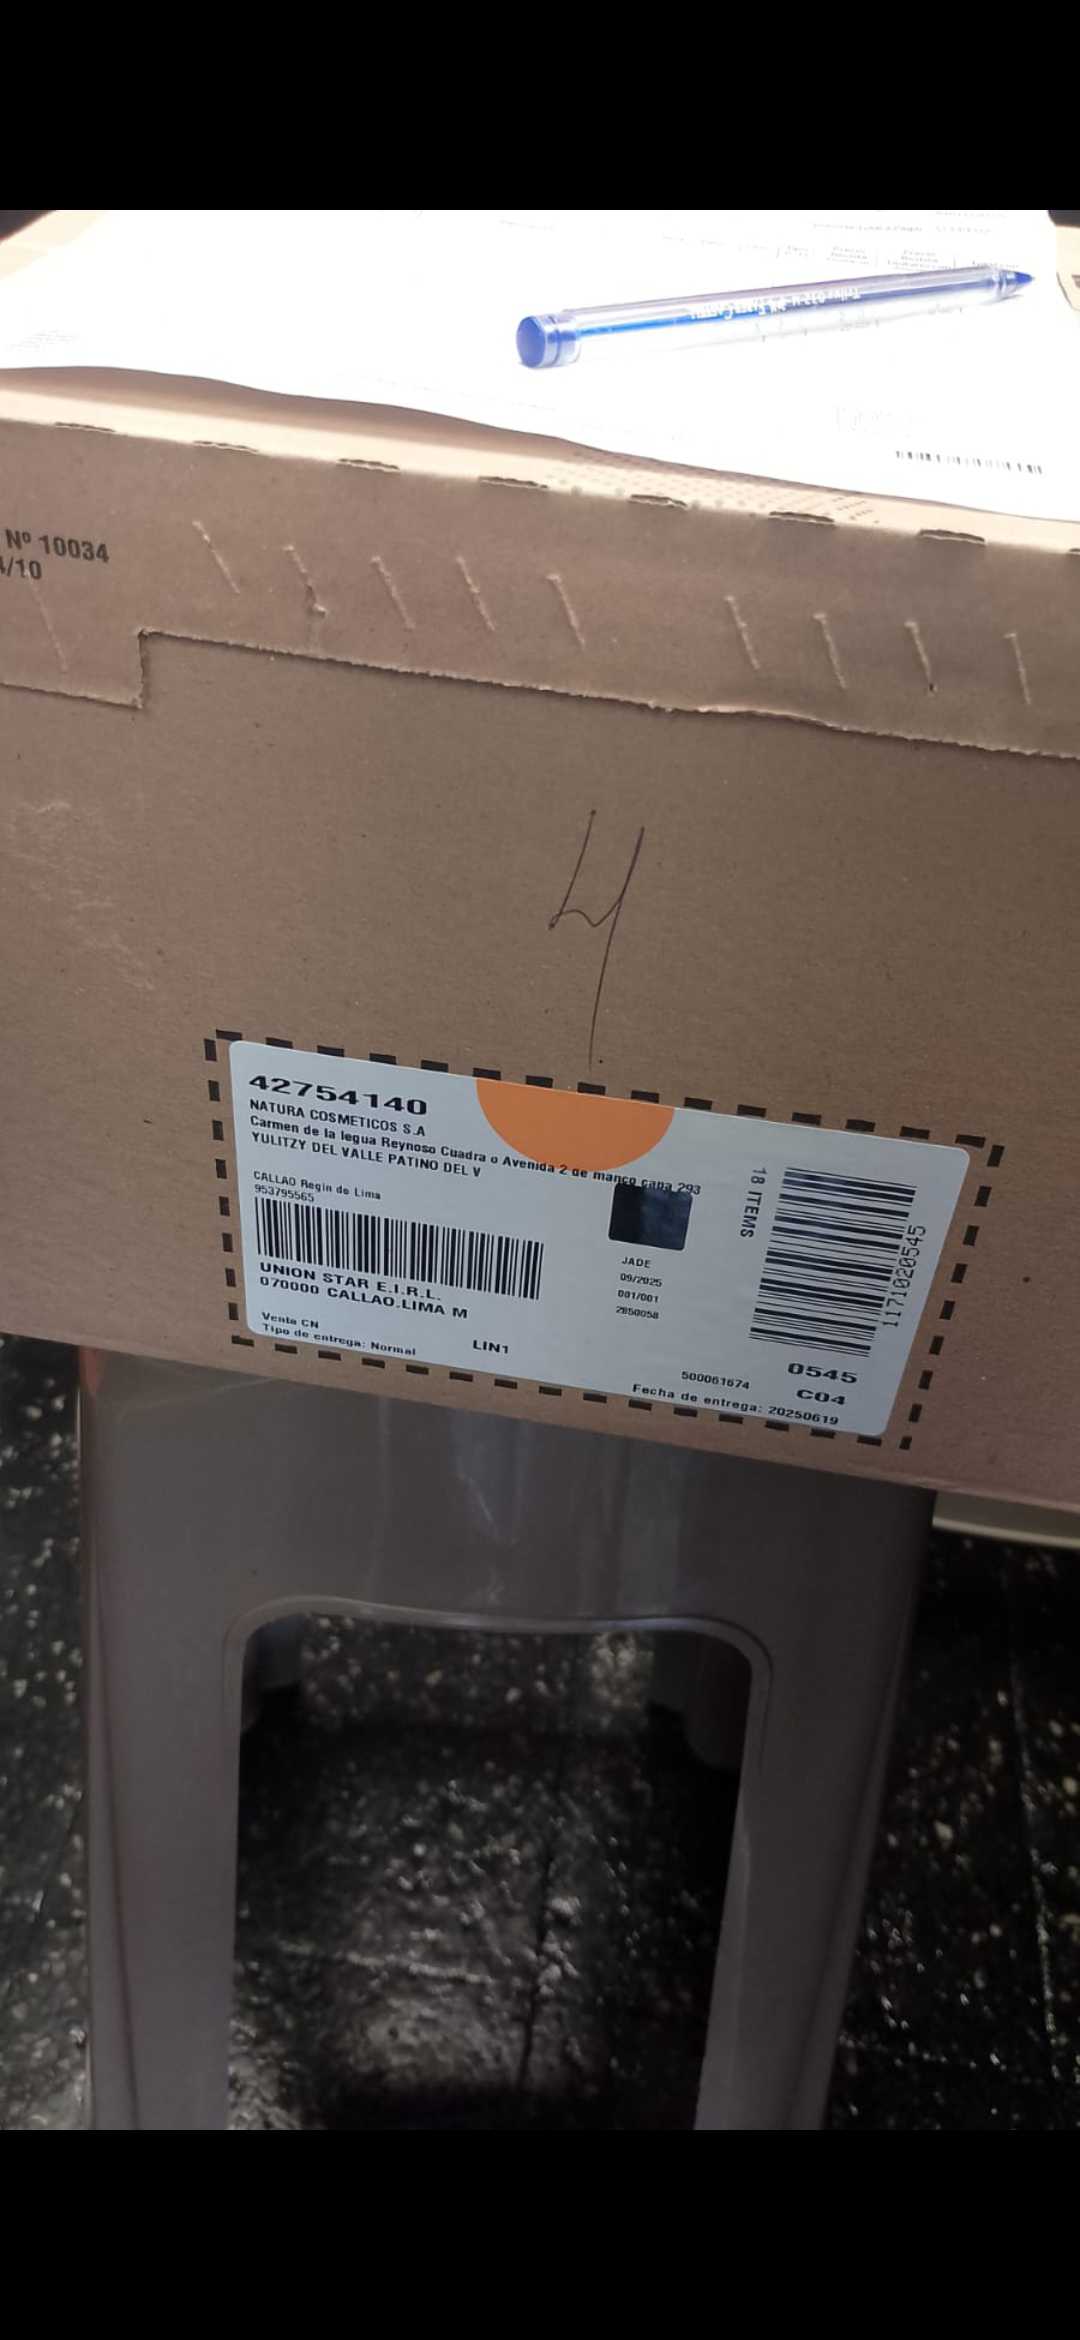 Nº 10034
/10
4
42754140
NATURA COSMETICOS S.A
Carmen de la legua Reynoso Cuadra o Avenida 2 de manco capa 293
YULITZY DEL VALLE PATINO DEL V
CALLAO Regin de Lima
953795565
UNION STAR E.I.R.L.
070000 CALLAO.LIMA M
Venta CN
Tipo de entrega: Normal
LIN1
JADE
09/2025
001/001
2850058
18 ITEMS
1171020545
0545
500061674
C04
Fecha de entrega: 20250619